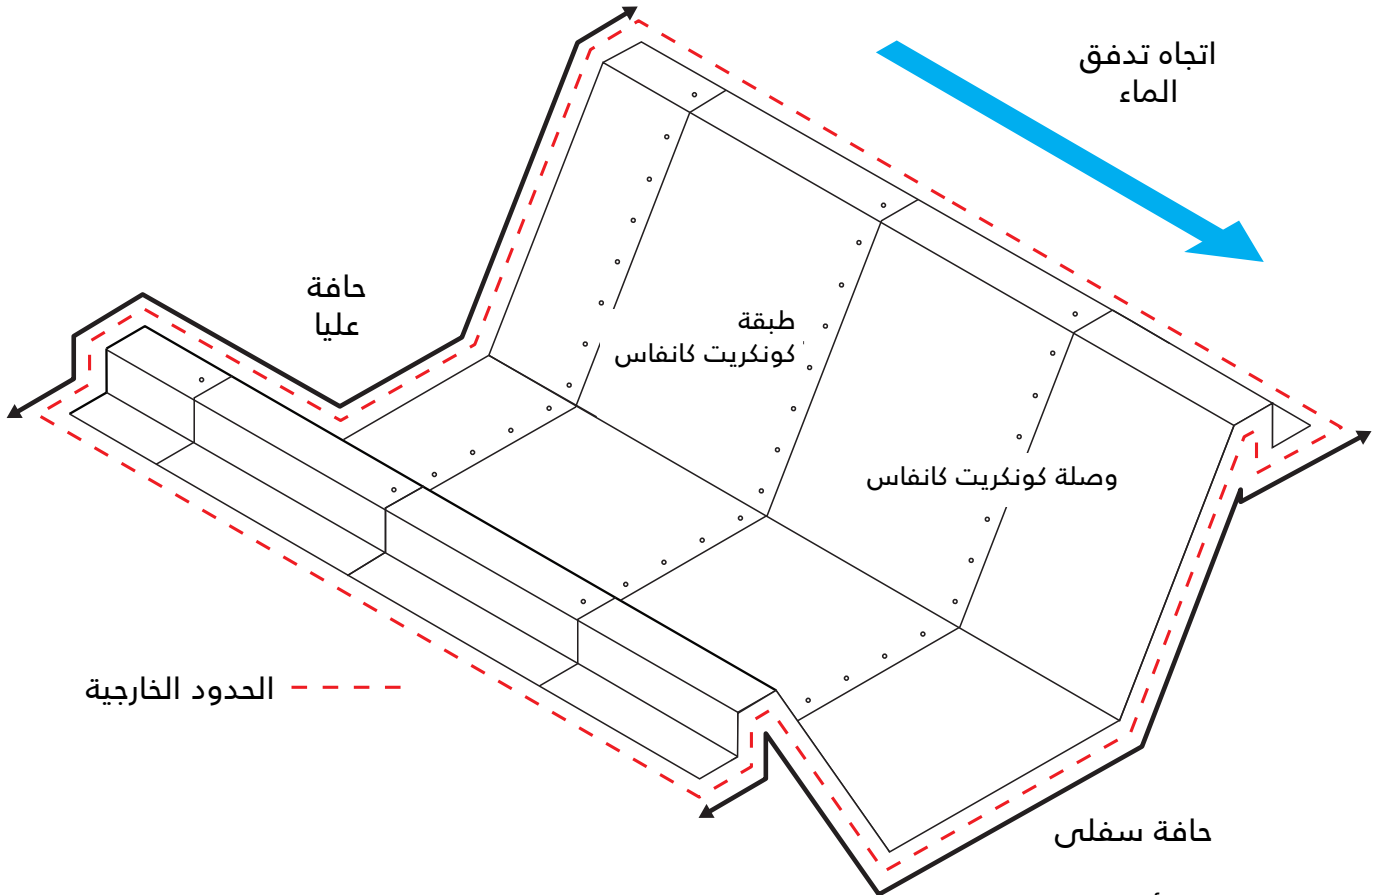 اتجاه تدفق
الماء
حافة
عليا
طبقة
كونكريت كانفاس
وصلة كونكريت كانفاس
الحدود الخارجية
حافة سفلى